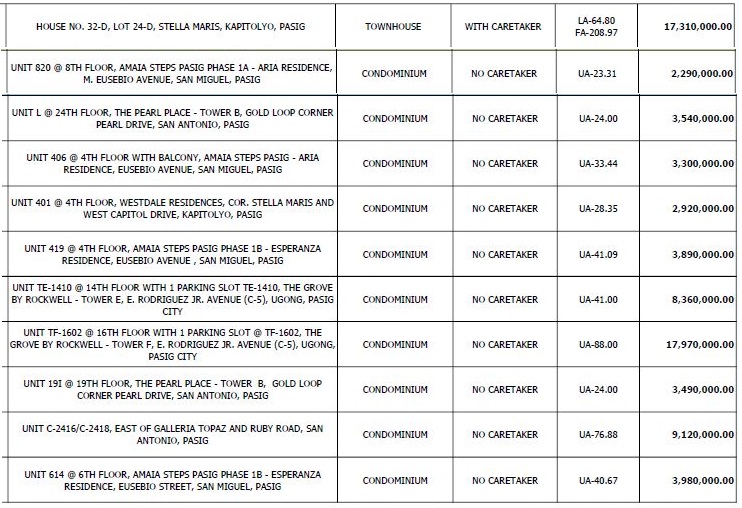 HOUSE NO. 32-D, LOT 24-D, STELLA MARIS, KAPITOLYO, PASIG TOWNHOUSE WITH CARETAKER LA-64.80
FA-208.97 17,310,000.00
UNIT 820 @ 8TH FLOOR, AMAIA STEPS PASIG PHASE 1A - ARIA RESIDENCE,
M. EUSEBIO AVENUE, SAN MIGUEL, PASIG CONDOMINIUM NO CARETAKER UA-23.31 2,290,000.00
UNIT L @ 24TH FLOOR, THE PEARL PLACE - TOWER B, GOLD LOOP CORNER
PEARL DRIVE, SAN ANTONIO, PASIG CONDOMINIUM NO CARETAKER UA-24.00 3,540,000.00
UNIT 406 @ 4TH FLOOR WITH BALCONY, AMAIA STEPS PASIG - ARIA
RESIDENCE, EUSEBIO AVENUE, SAN MIGUEL, PASIG CONDOMINIUM NO CARETAKER UA-33.44 3,300,000.00
UNIT 401 @ 4TH FLOOR, WESTDALE RESIDENCES, COR. STELLA MARIS AND
WEST CAPITOL DRIVE, KAPITOLYO, PASIG CONDOMINIUM NO CARETAKER UA-28.35 2,920,000.00
UNIT 419 @ 4TH FLOOR, AMAIA STEPS PASIG PHASE 1B - ESPERANZA
RESIDENCE, EUSEBIO AVENUE , SAN MIGUEL, PASIG CONDOMINIUM NO CARETAKER UA-41.09 3,890,000.00
UNIT TE-1410 @ 14TH FLOOR WITH 1 PARKING SLOT TE-1410, THE GROVE
BY ROCKWELL - TOWER E, E. RODRIGUEZ JR. AVENUE (C-5), UGONG, PASIG
CITY CONDOMINIUM NO CARETAKER UA-41.00 8,360,000.00
UNIT TF-1602 @ 16TH FLOOR WITH 1 PARKING SLOT @ TF-1602, THE
GROVE BY ROCKWELL - TOWER F, E. RODRIGUEZ JR. AVENUE (C-5), UGONG,
PASIG CITY CONDOMINIUM NO CARETAKER UA-88.00 17,970,000.00
UNIT 19I @ 19TH FLOOR, THE PEARL PLACE - TOWER B, GOLD LOOP
CORNER PEARL DRIVE, SAN ANTONIO, PASIG CONDOMINIUM NO CARETAKER UA-24.00 3,490,000.00
UNIT C-2416/C-2418, EAST OF GALLERIA TOPAZ AND RUBY ROAD, SAN
ANTONIO, PASIG CONDOMINIUM NO CARETAKER UA-76.88 9,120,000.00
UNIT 614 @ 6TH FLOOR, AMAIA STEPS PASIG PHASE 1B - ESPERANZA
RESIDENCE, EUSEBIO STREET, SAN MIGUEL, PASIG CONDOMINIUM NO CARETAKER UA-40.67 3,980,000.00